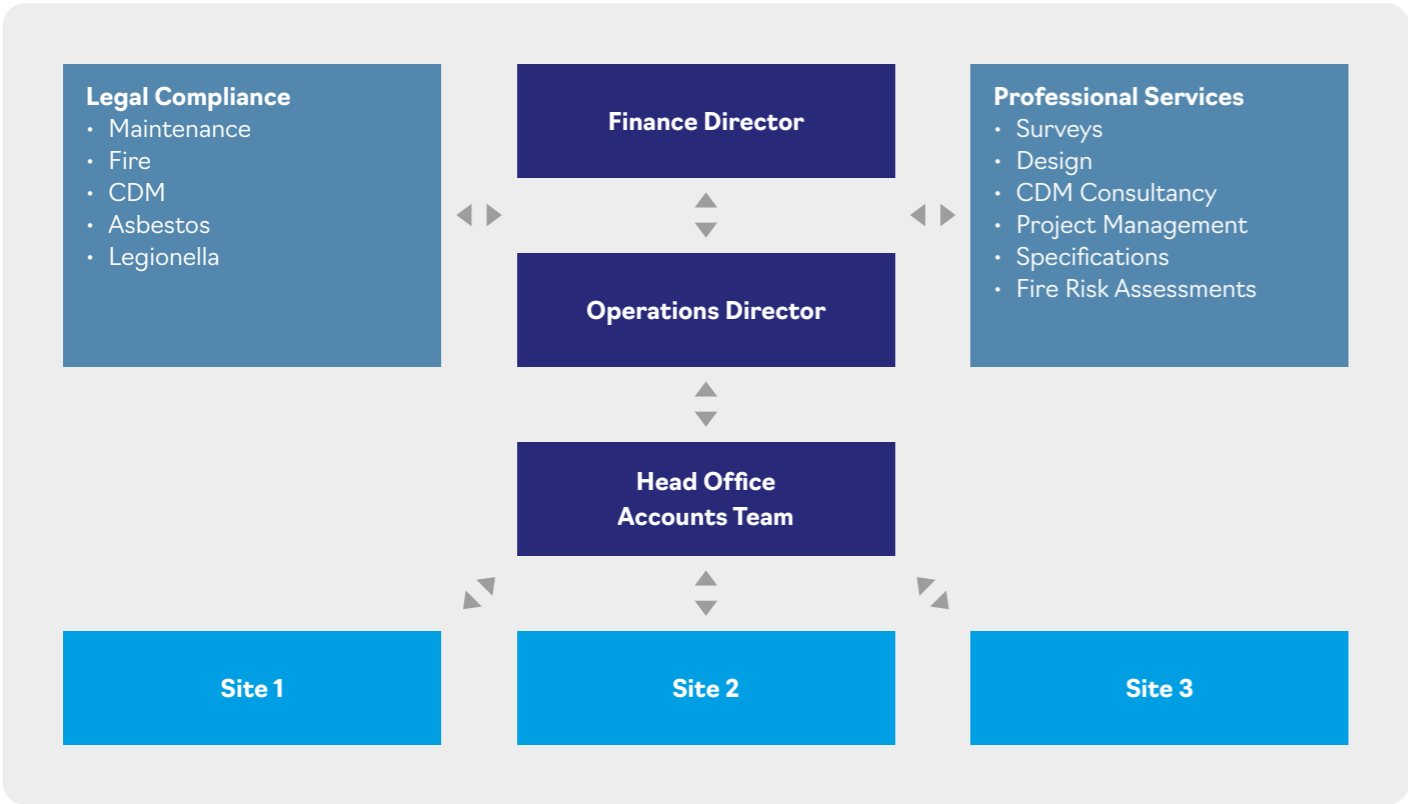 Legal Compliance
• Maintenance
• Fire
• CDM
• Asbestos
• Legionella
Finance Director
Professional Services
• Surveys
• Design
• CDM Consultancy
• Project Management
• Specifications
• Fire Risk Assessments
Operations Director
Head Office
Accounts Team
Site 1
Site 2
Site 3